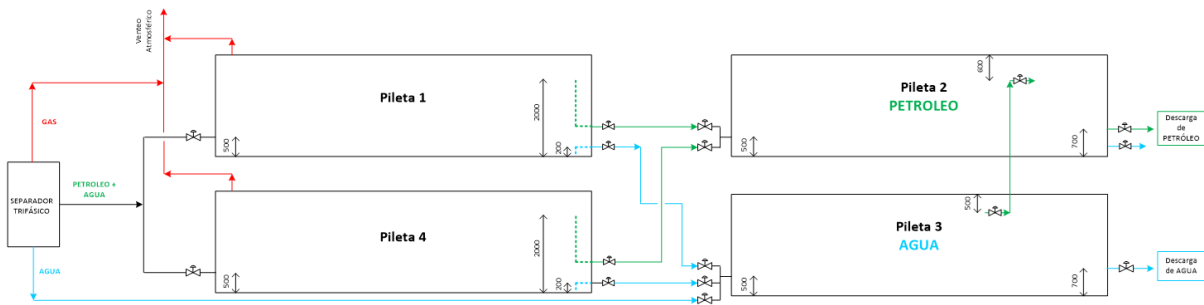 Venteo
Atmosférico
GAS
SEPARADOR
TRIFÁSICO
PETROLEO +
AGUA
AGUA
Pileta 1
500
2000
200
Pileta 4
500
2000
200
Pileta 2
PETROLEO
500
600
700
Descarga
de
PETRÓLEO
Pileta 3
AGUA
500
500
700
Descarga
de AGUA